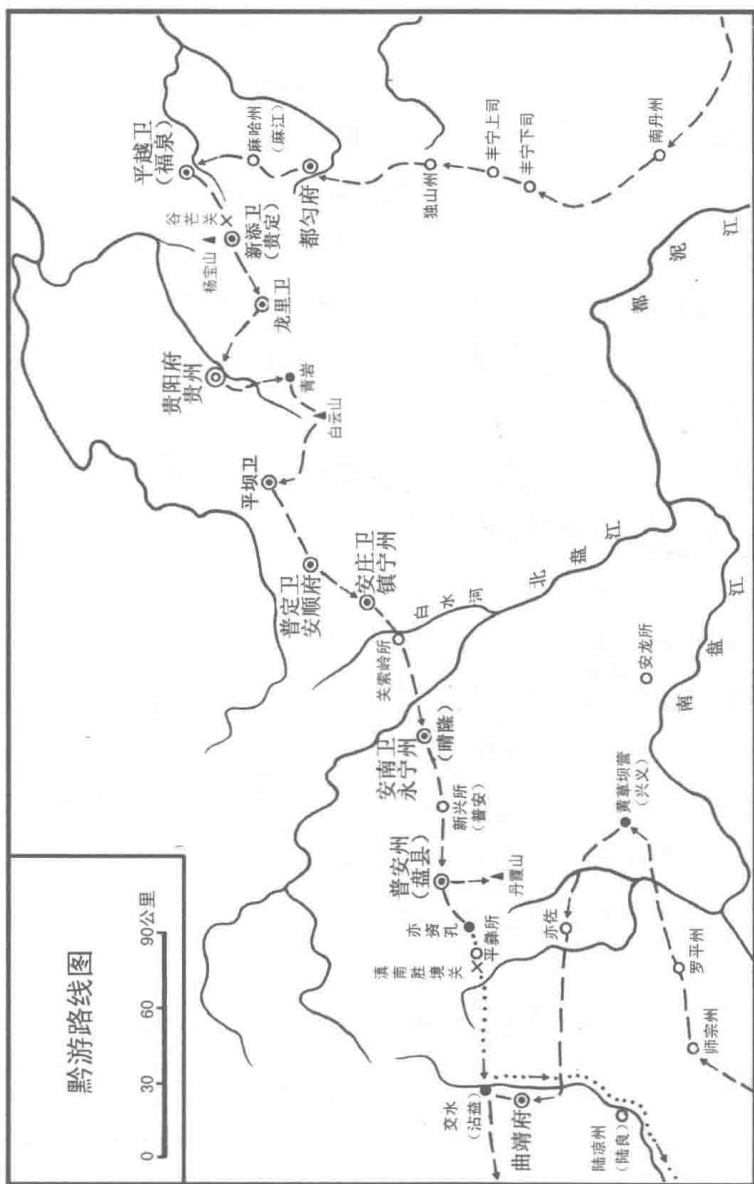 黔游路线图
0 30 60 90公里
平越卫
(福泉)
麻哈州
(麻江)
都匀府
谷芒关
新添卫
(贵定)
杨宝山
龙里卫
贵阳府
贵州
青岩
白云山
平坝卫
普定卫
安顺府
安庄卫
镇宁州
关索岭所
白水河
北盘江
安南卫
永宁州
(晴隆)
新兴所
(普安)
普安州
(盘县)
丹霞山
亦资孔
平彝所
滇南胜境关
交水
(沾益)
曲靖府
陆凉州
(陆良)
亦佐
黄草坝营
(兴义)
罗平州
师宗州
安龙所
南盘江
都泥江
独山州
丰宁上司
丰宁下司
南丹州